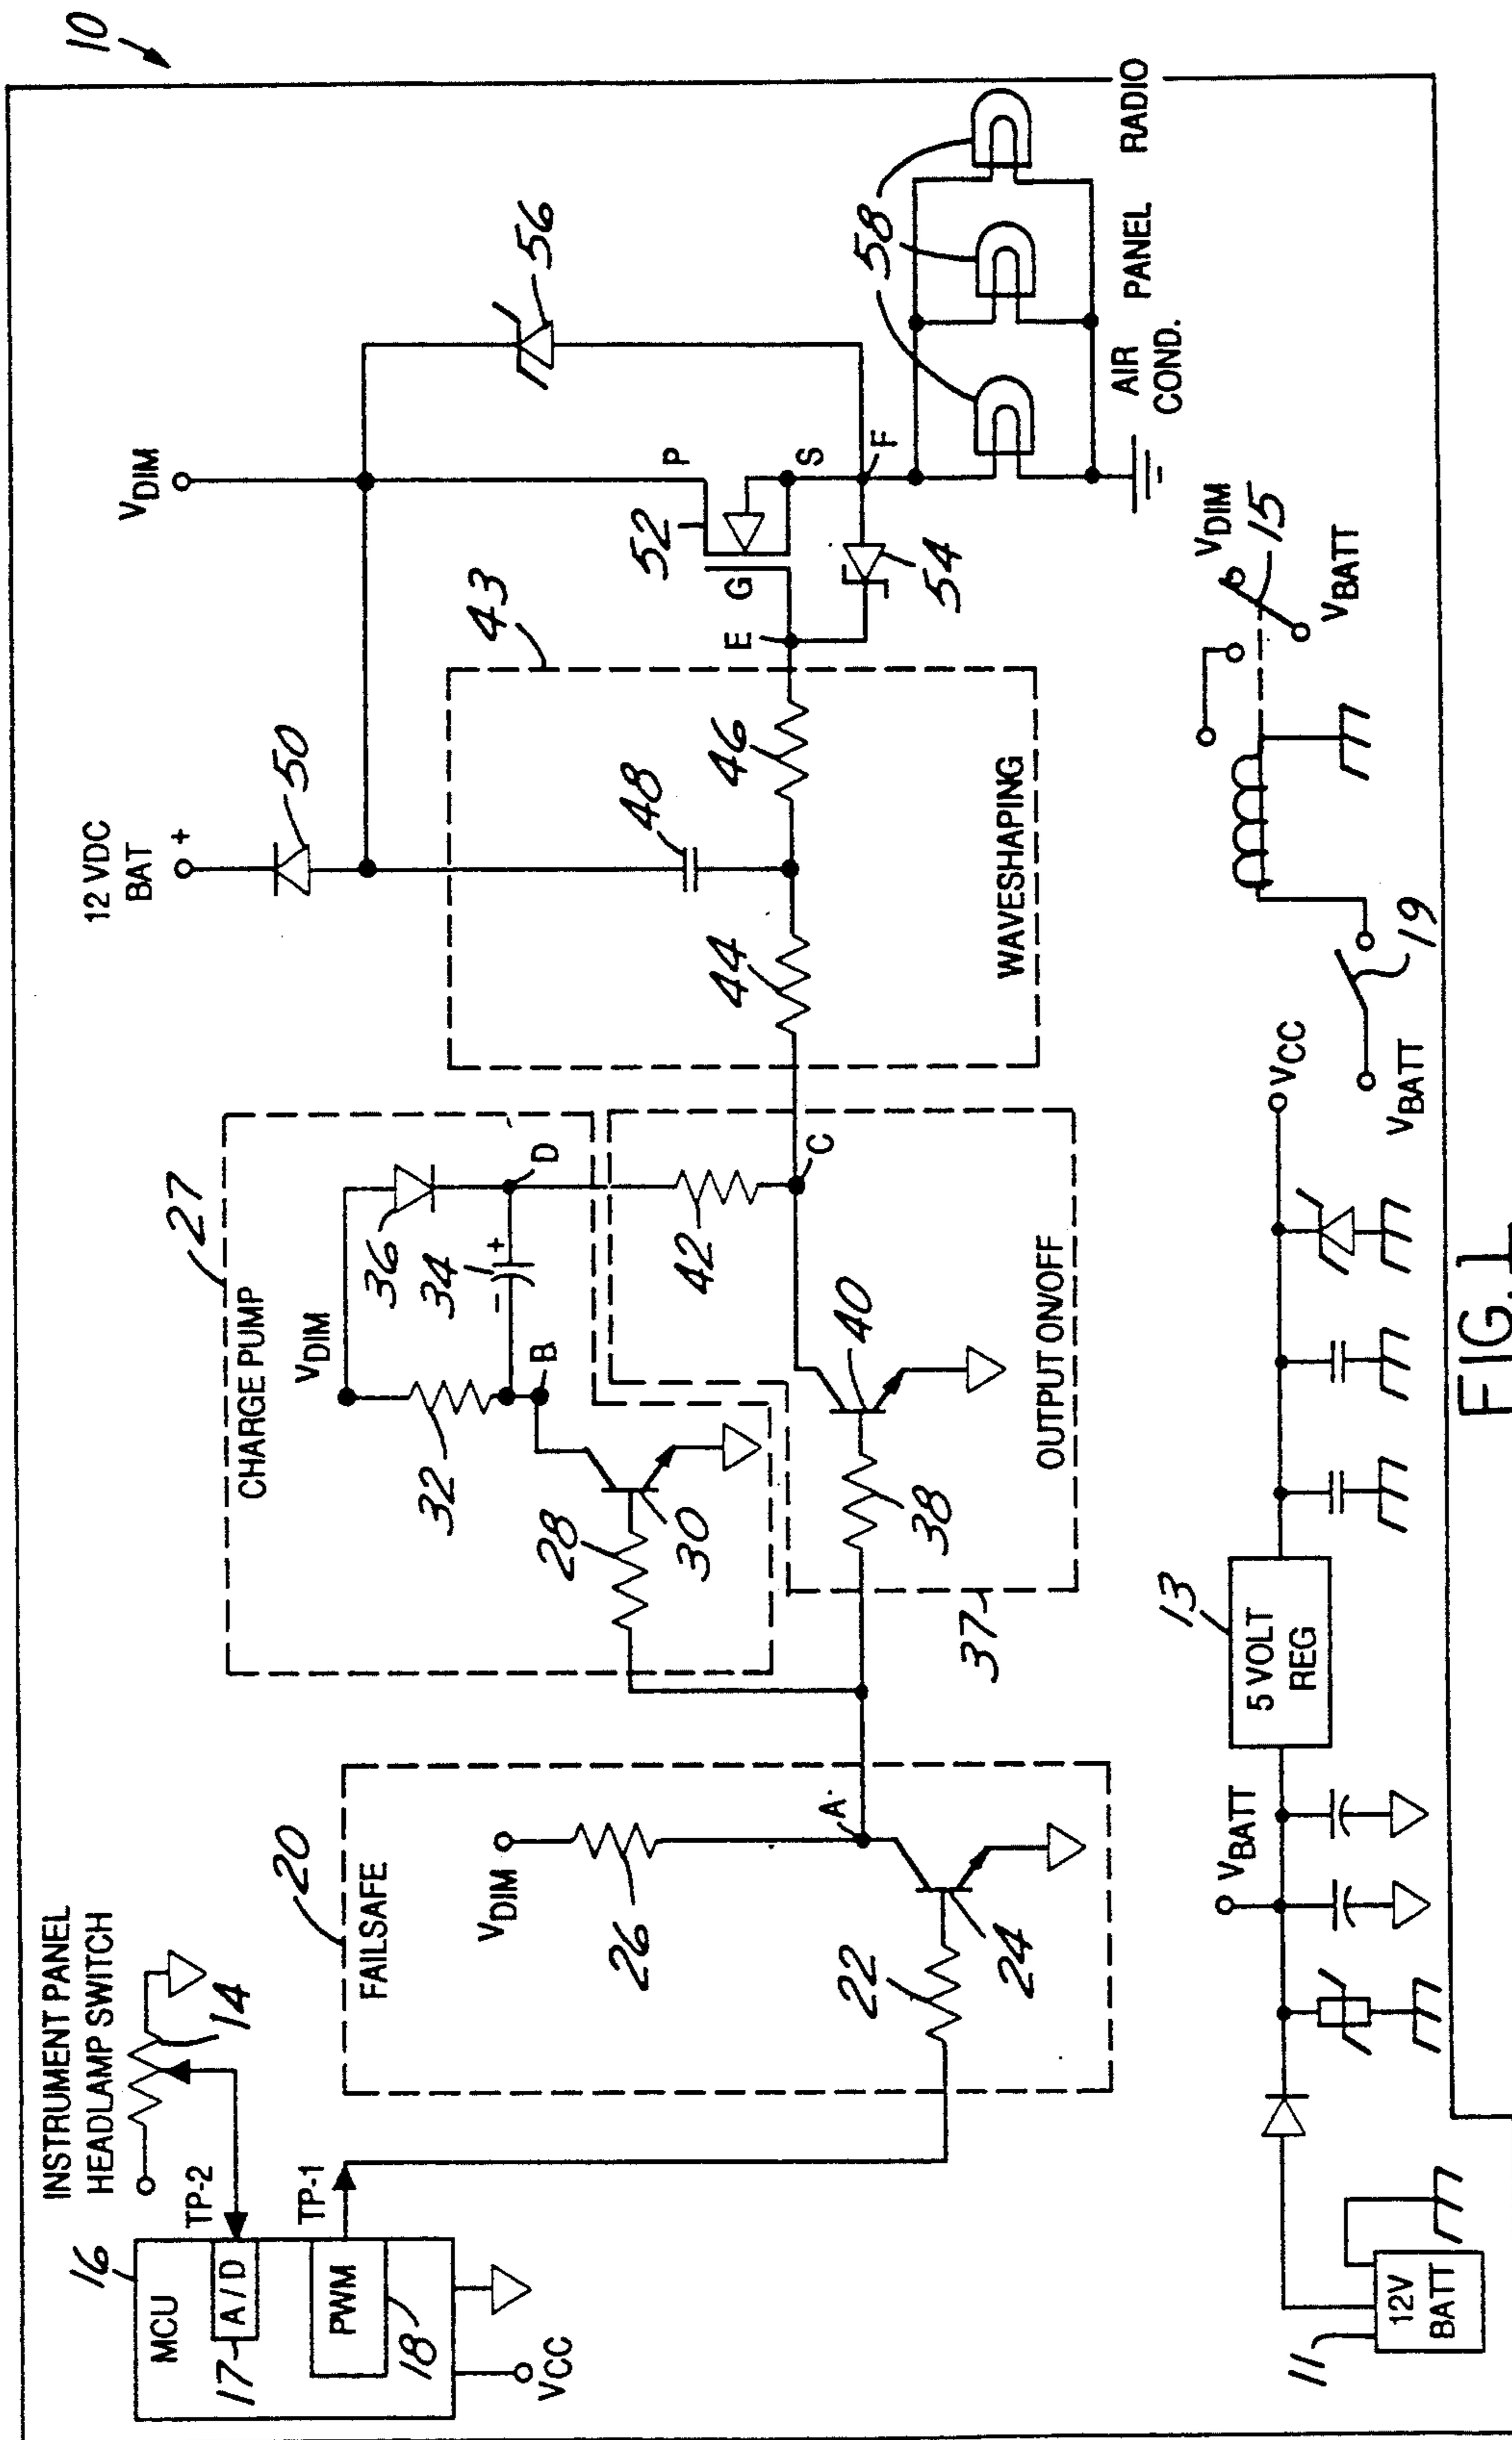 10
INSTRUMENT PANEL
HEADLAMP SWITCH
14
16
MCU
TP-2
A/D
17
TP-1
PWM
18
VCC
20
FAILSAFE
VDIM
26
A
22
24
27
CHARGE PUMP
VDIM
36
34
- +
D
32
B
28
30
42
C
40
38
OUTPUT ON/OFF
37
12 VDC
BAT
+
50
43
48
44
46
WAVESHAPING
VDIM
56
P
52
G
S
E
F
54
58
AIR
COND.
PANEL
RADIO
11
12V
BATT
VBATT
13
5 VOLT
REG
VCC
VBATT
19
VDIM
15
VBATT
FIG.1